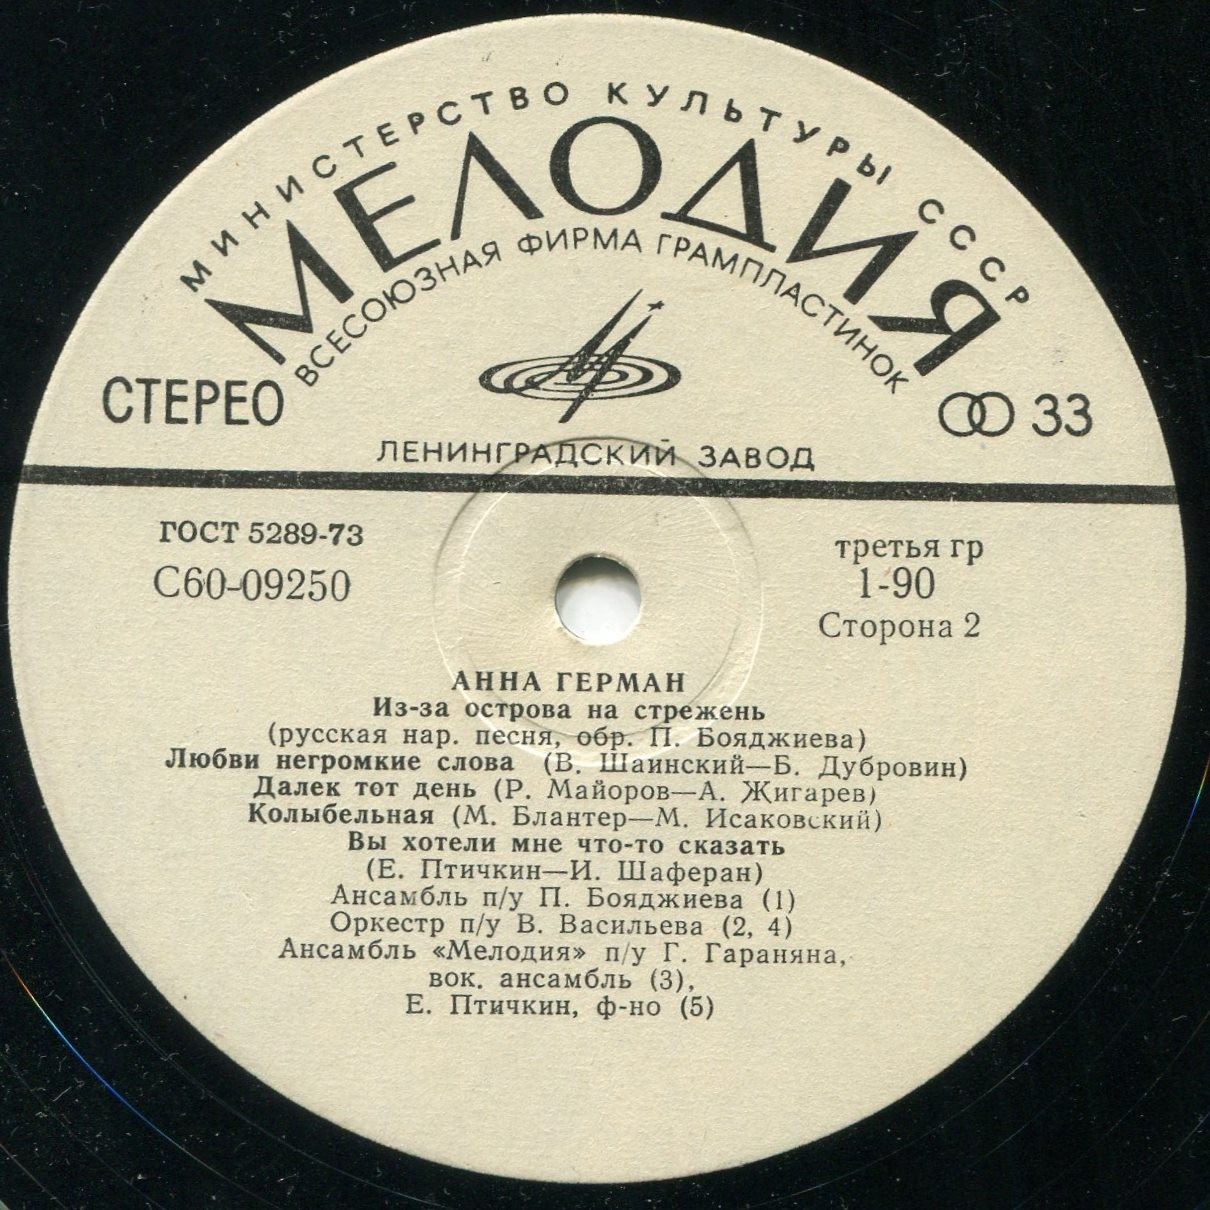 МИНИСТЕРСТВО КУЛЬТУРЫ СССР
МЕЛОДИЯ
ВСЕСОЮЗНАЯ ФИРМА ГРАМПЛАСТИНОК
СТЕРЕО
33
ЛЕНИНГРАДСКИЙ ЗАВОД
ГОСТ 5289-73
С60-09250
третья гр
1-90
Сторона 2
АННА ГЕРМАН
Из-за острова на стрежень
(русская нар. песня, обр. П. Бояджиева)
Любви негромкие слова (В. Шаинский—Б. Дубровин)
Далек тот день (Р. Майоров—А. Жигарев)
Колыбельная (М. Блантер—М. Исаковский)
Вы хотели мне что-то сказать
(Е. Птичкин—И. Шаферан)
Ансамбль п/у П. Бояджиева (1)
Оркестр п/у В. Васильева (2, 4)
Ансамбль «Мелодия» п/у Г. Гараняна,
вок. ансамбль (3),
Е. Птичкин, ф-но (5)